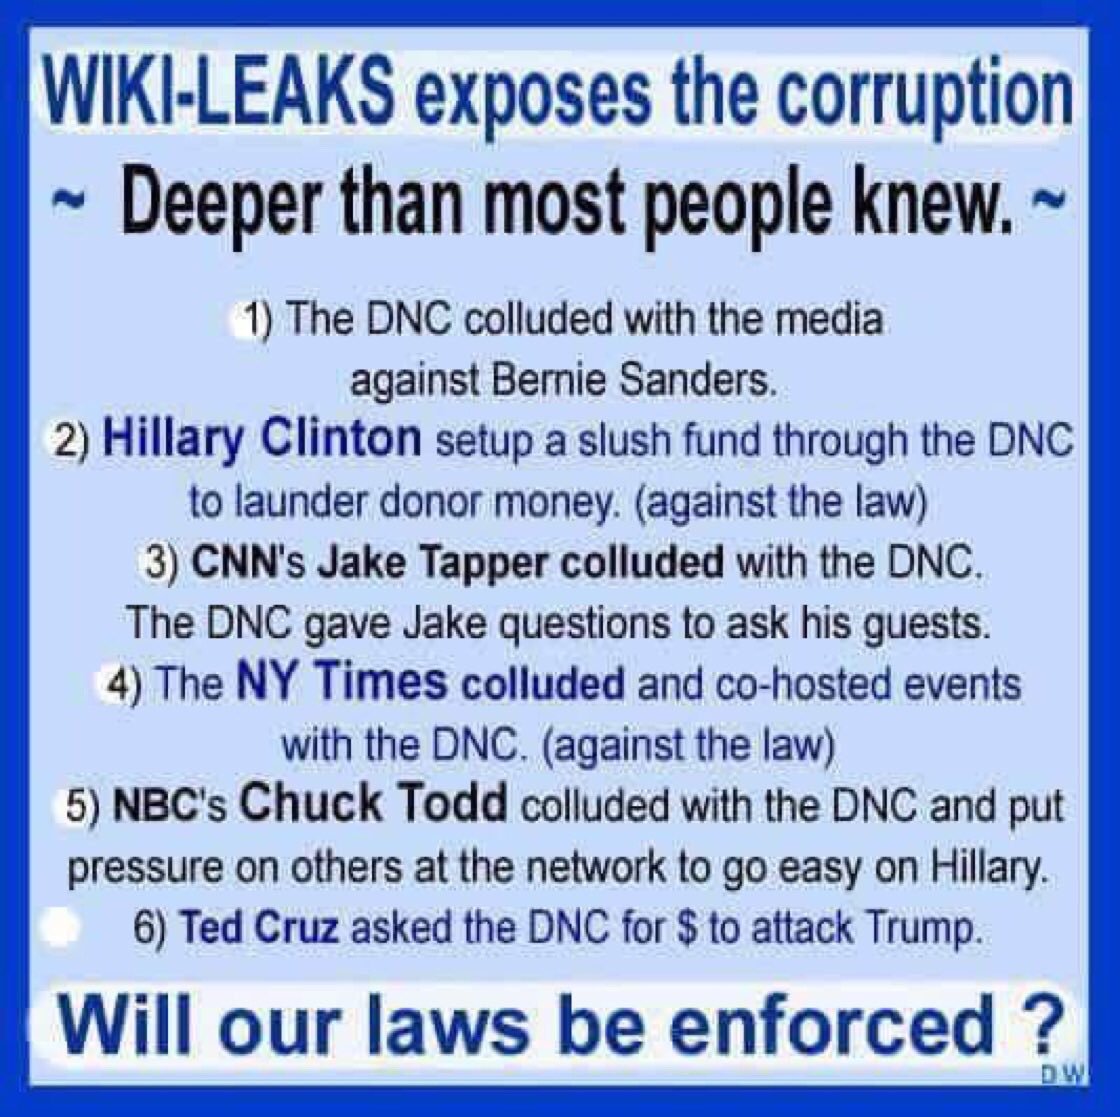 WIKI-LEAKS exposes the corruption
~ Deeper than most people knew. ~
1) The DNC colluded with the media
against Bernie Sanders.
2) Hillary Clinton setup a slush fund through the DNC
to launder donor money. (against the law)
3) CNN's Jake Tapper colluded with the DNC.
The DNC gave Jake questions to ask his guests.
4) The NY Times colluded and co-hosted events
with the DNC. (against the law)
5) NBC's Chuck Todd colluded with the DNC and put
pressure on others at the network to go easy on Hillary.
6) Ted Cruz asked the DNC for $ to attack Trump.
Will our laws be enforced ?
D W